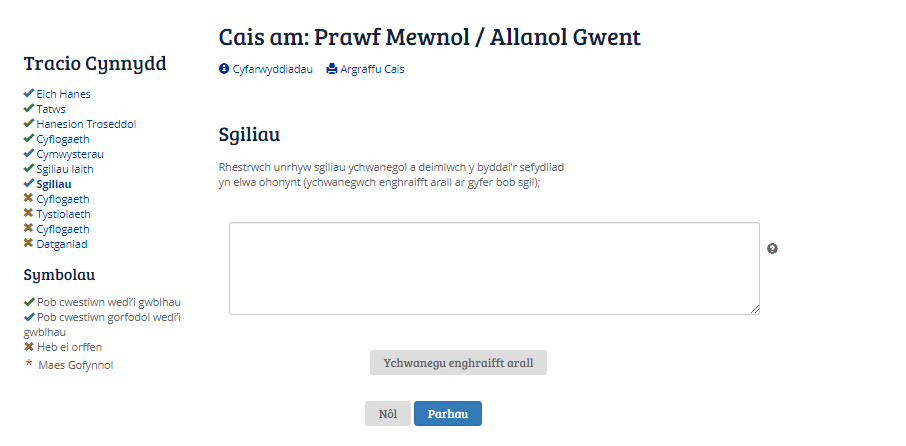 Cais am: Prawf Mewnol / Allanol Gwent
Cyfarwyddiadau Argraffu Cais
Tracio Cynnydd
Eich Hanes
Tatws
Hanesion Troseddol
Cyflogaeth
Cymwysterau
Sgiliau Iaith
Sgiliau
Cyflogaeth
Tystiolaeth
Cyflogaeth
Datganiad
Symbolau
Pob cwestiwn wedi'i gwblhau
Pob cwestiwn gorfodol wedi'i
gwblhau
Heb ei orffen
* Maes Gofynnol
Sgiliau
Rhestrwch unrhyw sgiliau ychwanegol a deimlwch y byddai'r sefydliad
yn elwa ohonynt (ychwanegwch enghraifft arall ar gyfer bob sgil);
Ychwanegu enghraifft arall
Nôl Parhau